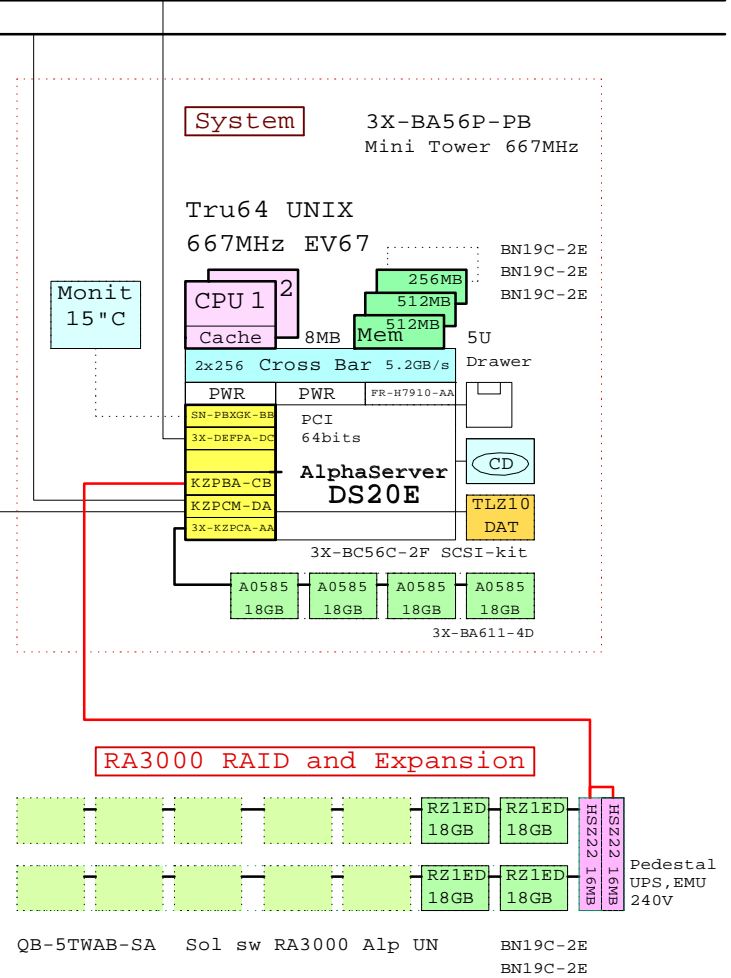 System
3X-BA56P-PB
Mini Tower 667MHz
Tru64 UNIX
667MHz EV67
BN19C-2E
BN19C-2E
BN19C-2E
Monit
15"C
CPU 1
2
Cache
8MB
256MB
512MB
512MB
Mem
5U
Drawer
2x256 Cross Bar 5.2GB/s
PWR
PWR
FR-H7910-AA
SN-PBXGK-BB
3X-DEFPA-DC
KZPBA-CB
KZPCM-DA
3X-KZPCA-AA
PCI
64bits
AlphaServer
DS20E
CD
TLZ10
DAT
3X-BC56C-2F SCSI-kit
A0585
18GB
A0585
18GB
A0585
18GB
A0585
18GB
3X-BA611-4D
RA3000 RAID and Expansion
RZ1ED
18GB
RZ1ED
18GB
RZ1ED
18GB
RZ1ED
18GB
HSZ22 16MB
HSZ22 16MB
Pedestal
UPS,EMU
240V
QB-5TWAB-SA Sol sw RA3000 Alp UN
BN19C-2E
BN19C-2E